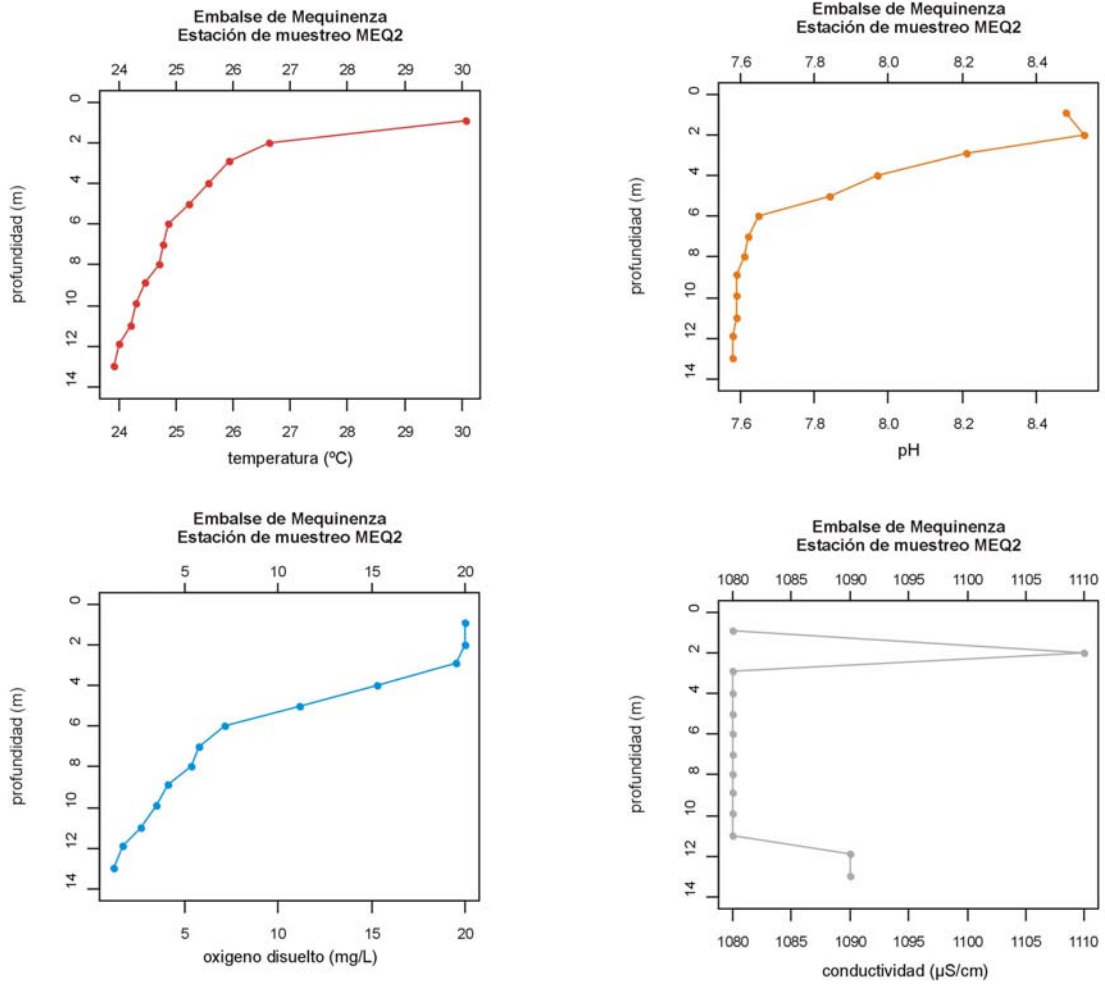 Embalse de Mequinenza
Estación de muestreo MEQ2
24 25 26 27 28 29 30
0
2
4
6
8
10
12
14
profundidad (m)
24 25 26 27 28 29 30
temperatura (ºC)
Embalse de Mequinenza
Estación de muestreo MEQ2
7.6 7.8 8.0 8.2 8.4
0
2
4
6
8
10
12
14
profundidad (m)
7.6 7.8 8.0 8.2 8.4
pH
Embalse de Mequinenza
Estación de muestreo MEQ2
5 10 15 20
0
2
4
6
8
10
12
14
profundidad (m)
5 10 15 20
oxigeno disuelto (mg/L)
Embalse de Mequinenza
Estación de muestreo MEQ2
1080 1085 1090 1095 1100 1105 1110
0
2
4
6
8
10
12
14
profundidad (m)
1080 1085 1090 1095 1100 1105 1110
conductividad (µS/cm)